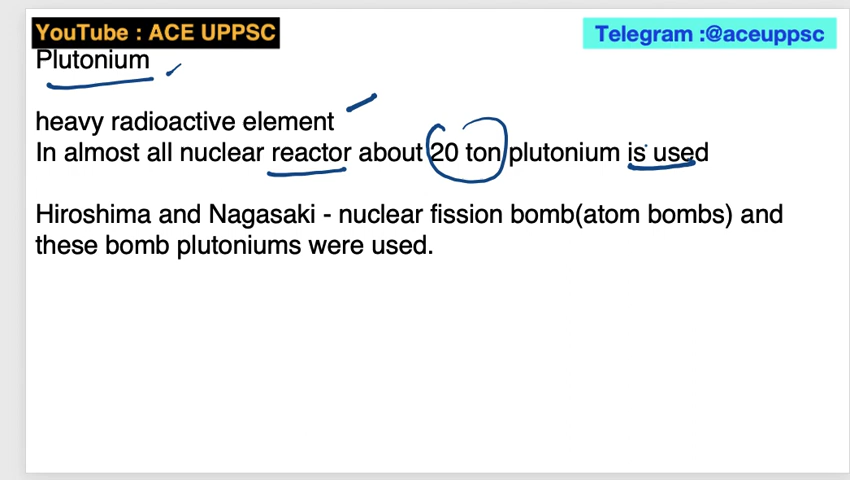 YouTube : ACE UPPSC
Telegram :@aceuppsc
Plutonium
heavy radioactive element
In almost all nuclear reactor about 20 ton plutonium is used
Hiroshima and Nagasaki - nuclear fission bomb(atom bombs) and
these bomb plutoniums were used.